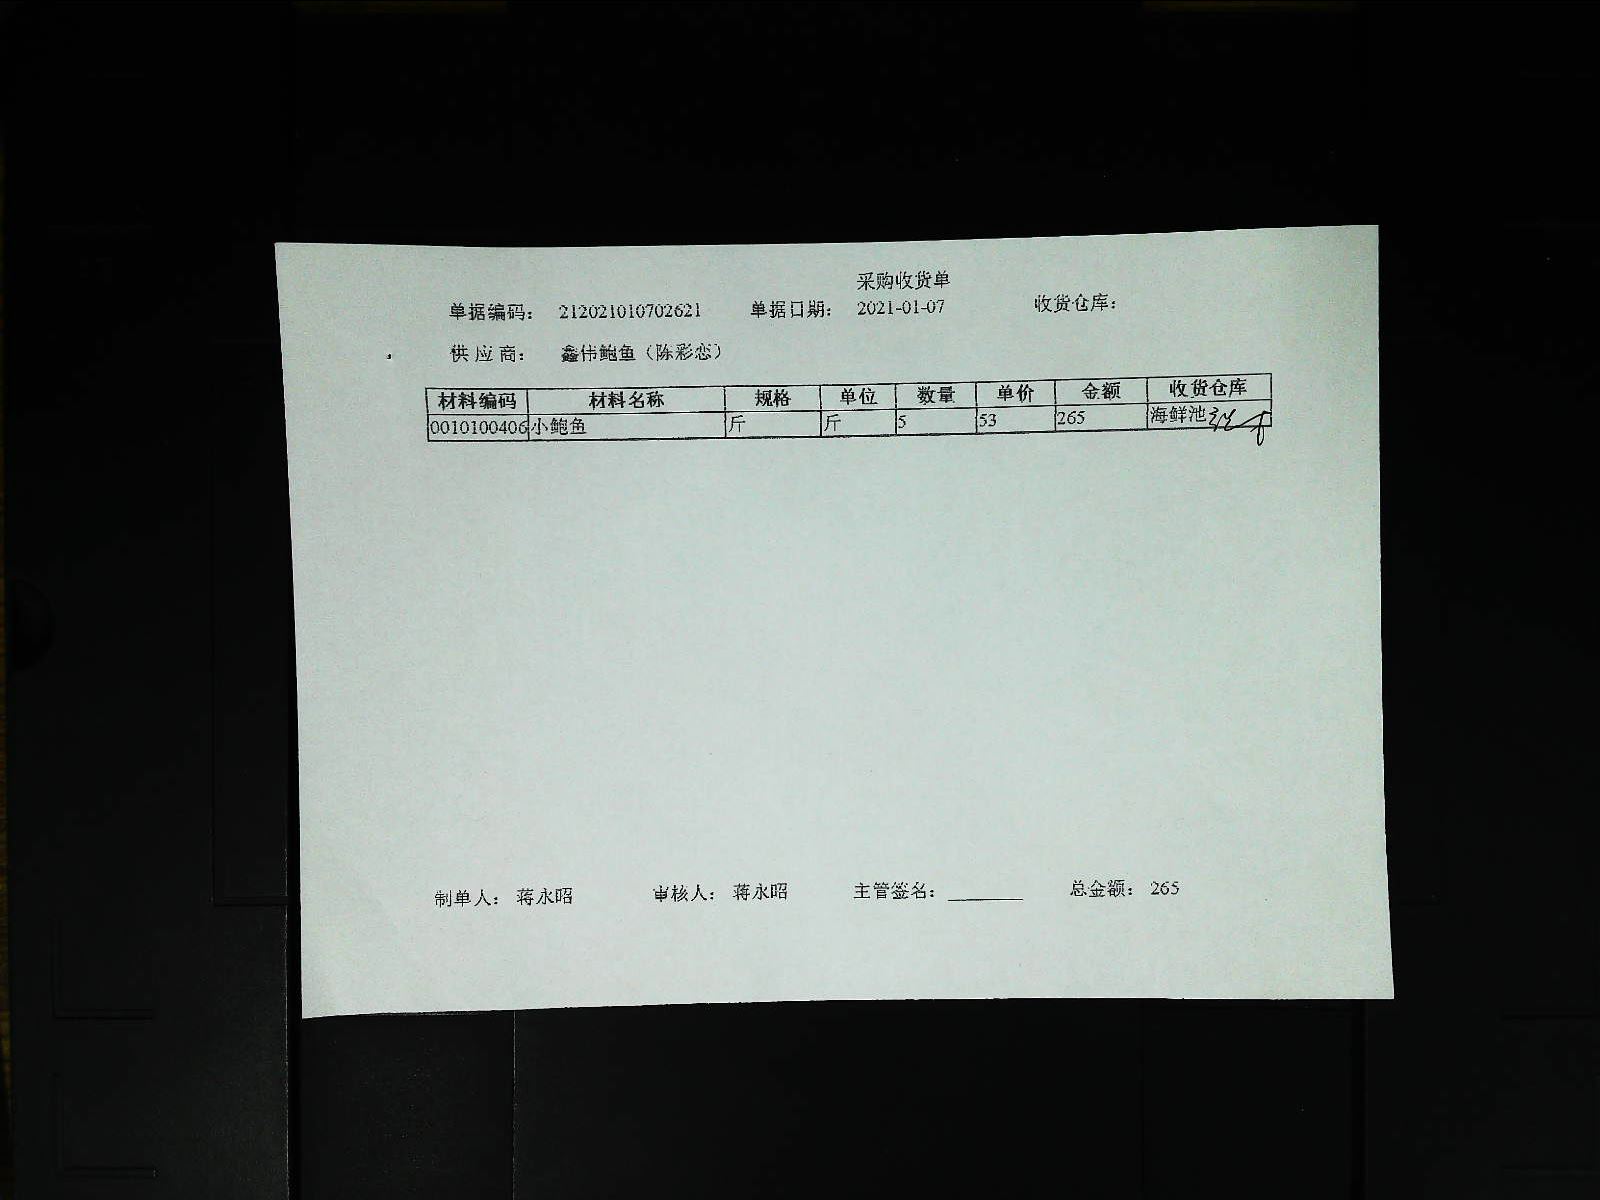 采购收货单
单据编码： 212021010702621 单据日期： 2021-01-07 收货仓库：
供应商： 鑫伟鲍鱼（陈彩恋）
材料编码 材料名称 规格 单位 数量 单价 金额 收货仓库
0010100406 小鲍鱼 斤 斤 5 53 265 海鲜池
制单人： 蒋永昭 审核人： 蒋永昭 主管签名： 总金额： 265